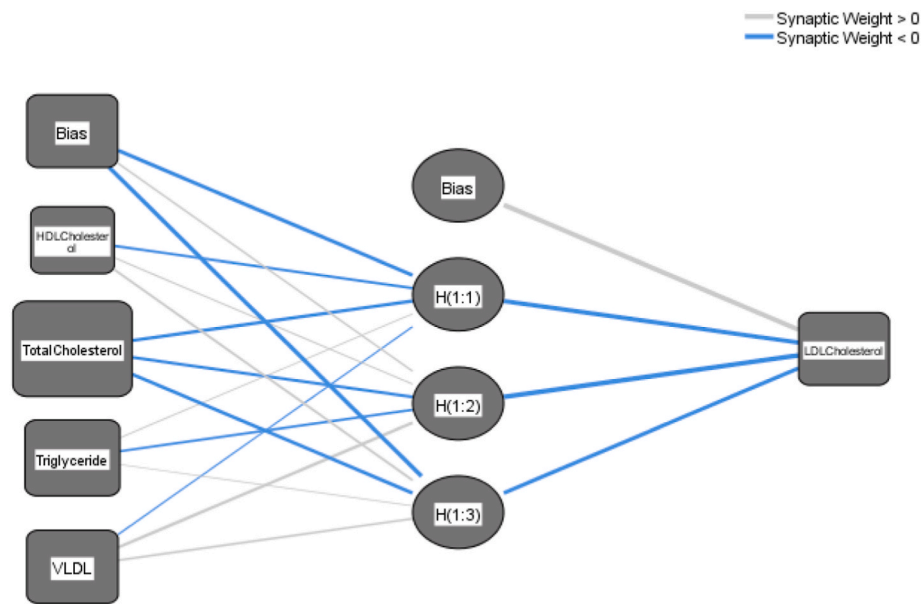 Synaptic Weight > 0
Synaptic Weight < 0
Bias
HDLCholester
ol
TotalCholesterol
Triglyceride
VLDL
Bias
H(1:1)
H(1:2)
H(1:3)
LDLCholesterol